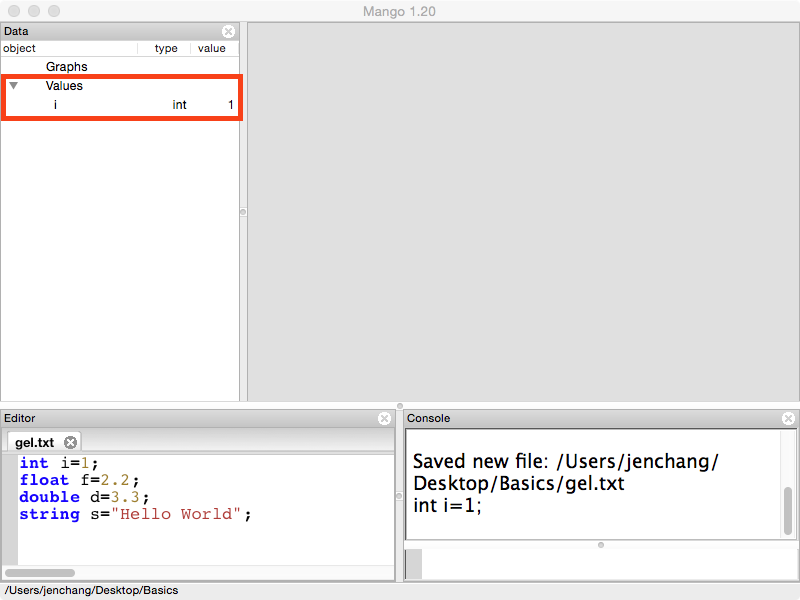 Mango 1.20
Data
object type value
Graphs
Values
i int 1
Editor
gel.txt
int i=1;
float f=2.2;
double d=3.3;
string s="Hello World";
Console
Saved new file: /Users/jenchang/
Desktop/Basics/gel.txt
int i=1;
/Users/jenchang/Desktop/Basics